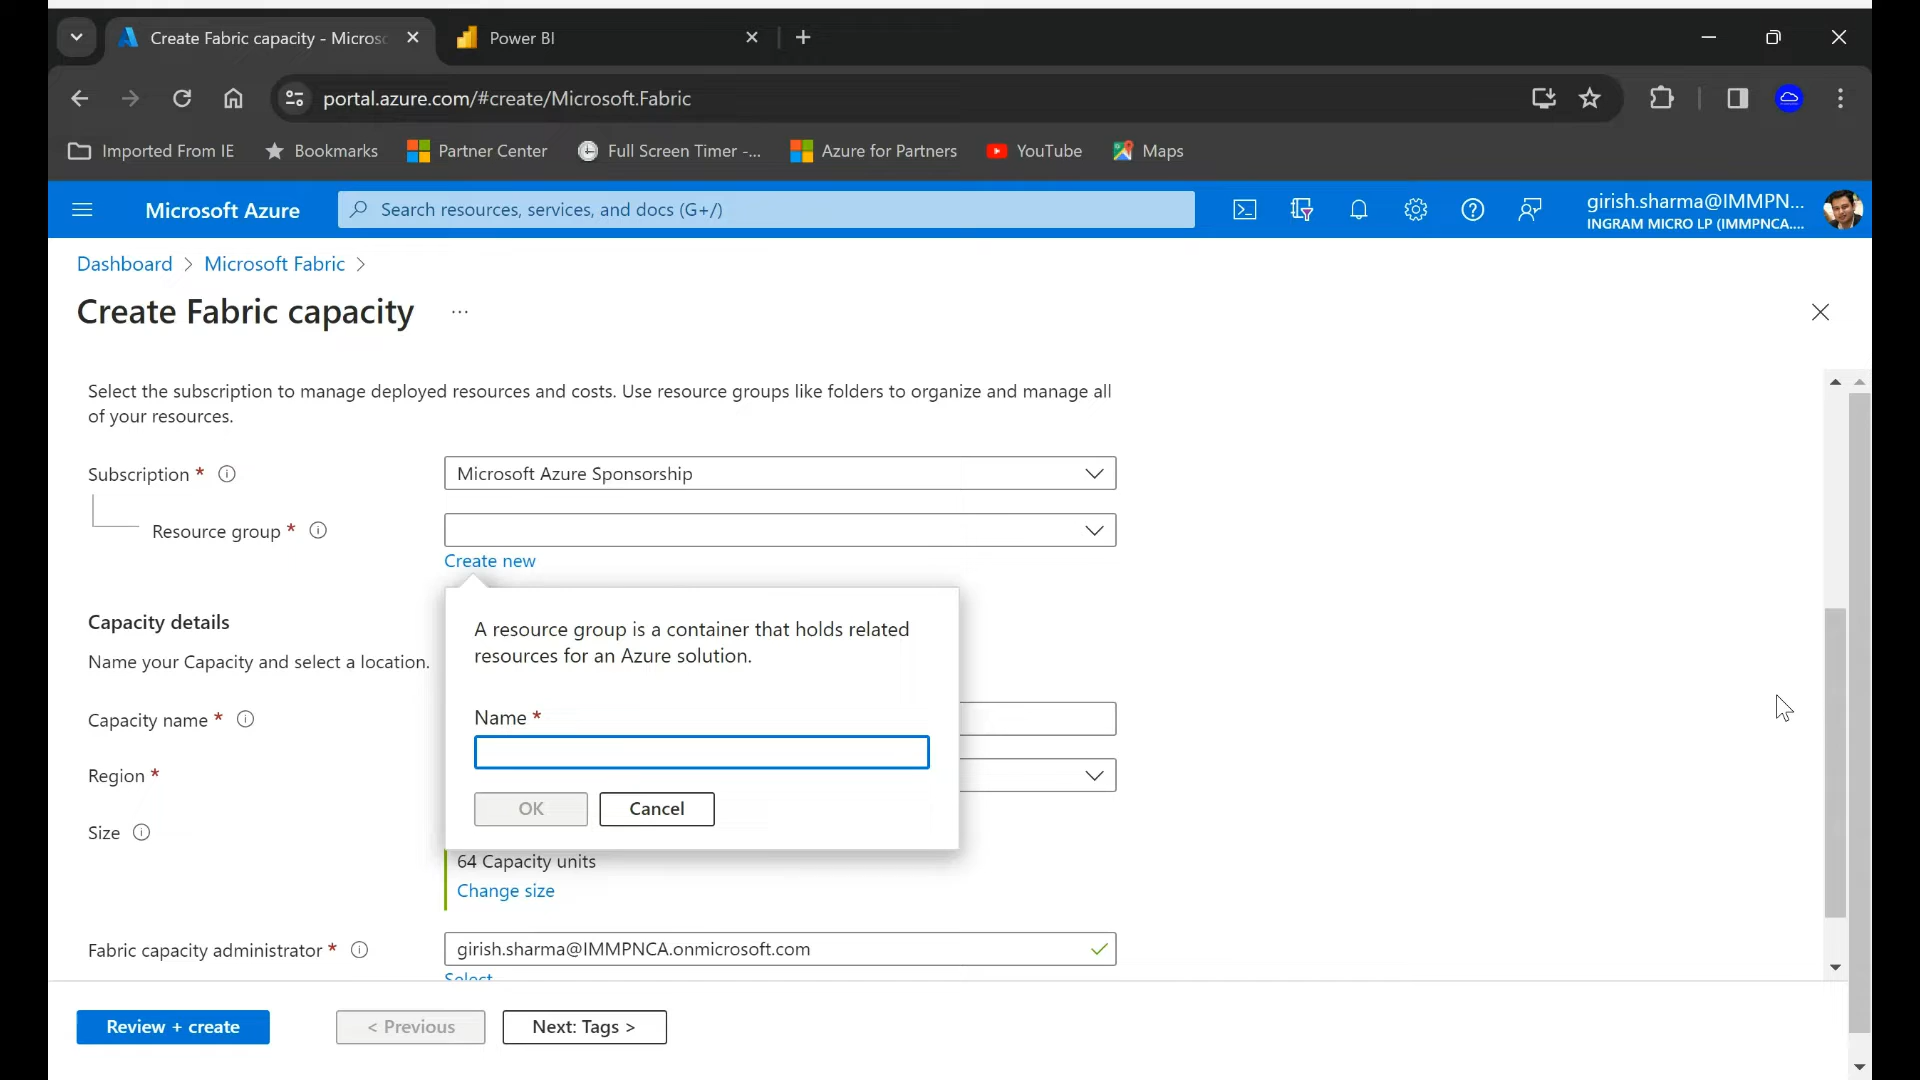 Create Fabric capacity - Microso
Power BI
portal.azure.com/#create/Microsoft.Fabric
Imported From IE
Bookmarks
Partner Center
Full Screen Timer -...
Azure for Partners
YouTube
Maps
Microsoft Azure
Search resources, services, and docs (G+/)
girish.sharma@IMMPN...
INGRAM MICRO LP (IMMPNCA....
Dashboard > Microsoft Fabric >
Create Fabric capacity ...
Select the subscription to manage deployed resources and costs. Use resource groups like folders to organize and manage all
of your resources.
Subscription *
Microsoft Azure Sponsorship
Resource group *
Create new
A resource group is a container that holds related
resources for an Azure solution.
Name *
OK
Cancel
Capacity details
Name your Capacity and select a location.
Capacity name *
Region *
Size
64 Capacity units
Change size
Fabric capacity administrator *
girish.sharma@IMMPNCA.onmicrosoft.com
Select
Review + create
< Previous
Next: Tags >